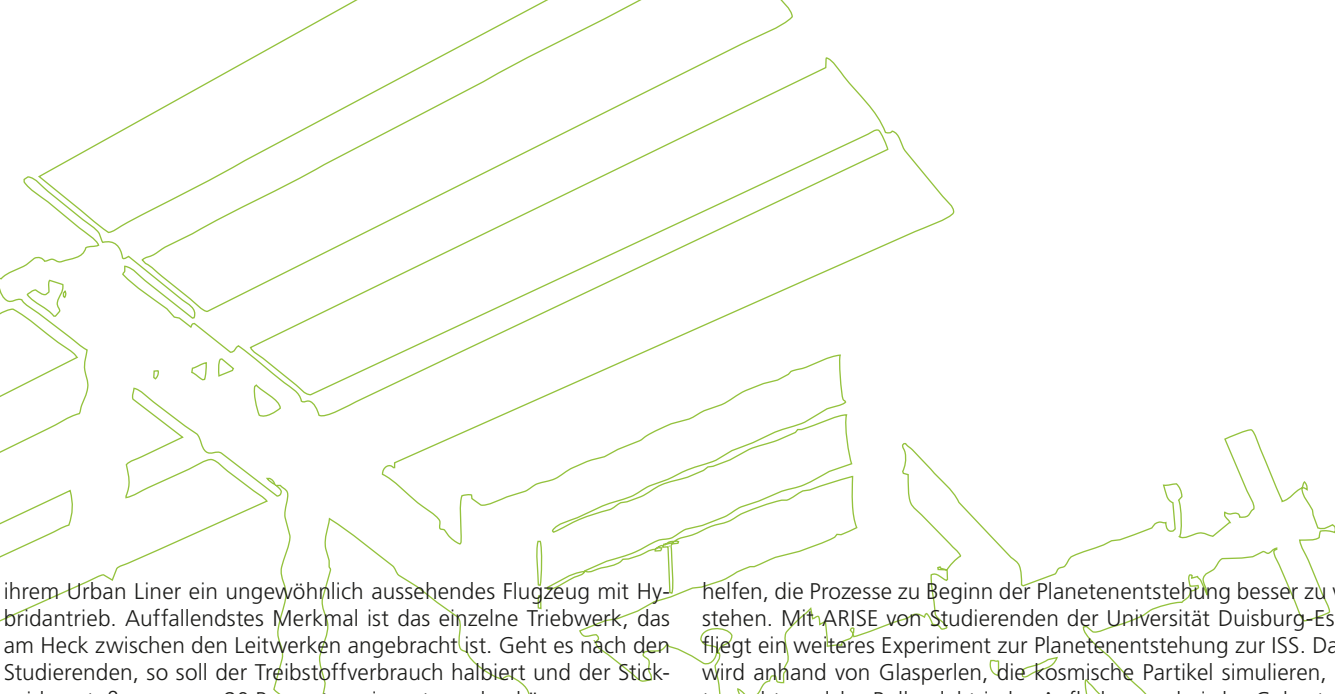 ihrem Urban Liner ein ungewöhnlich aussehendes Flugzeug mit Hy-
bridantrieb. Auffallendstes Merkmal ist das einzelne Triebwerk, das
am Heck zwischen den Leitwerken angebracht ist. Geht es nach den
Studierenden, so soll der Treibstoffverbrauch halbiert und der Stick-
helfen, die Prozesse zu Beginn der Planetenentstehung besser zu
stehen. Mit ARISE von Studierenden der Universität Duisburg-Es
fliegt ein weiteres Experiment zur Planetenentstehung zur ISS. Da
wird anhand von Glasperlen, die kosmische Partikel simulieren,